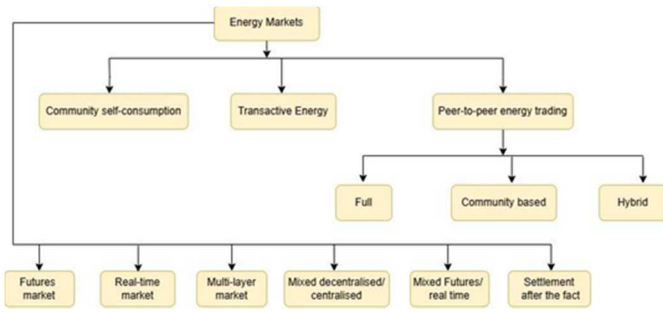 Energy Markets
Community self-consumption
Transactive Energy
Peer-to-peer energy trading
Full
Community based
Hybrid
Futures
market
Real-time
market
Multi-layer
market
Mixed decentralised/
centralised
Mixed Futures/
real time
Settlement
after the fact